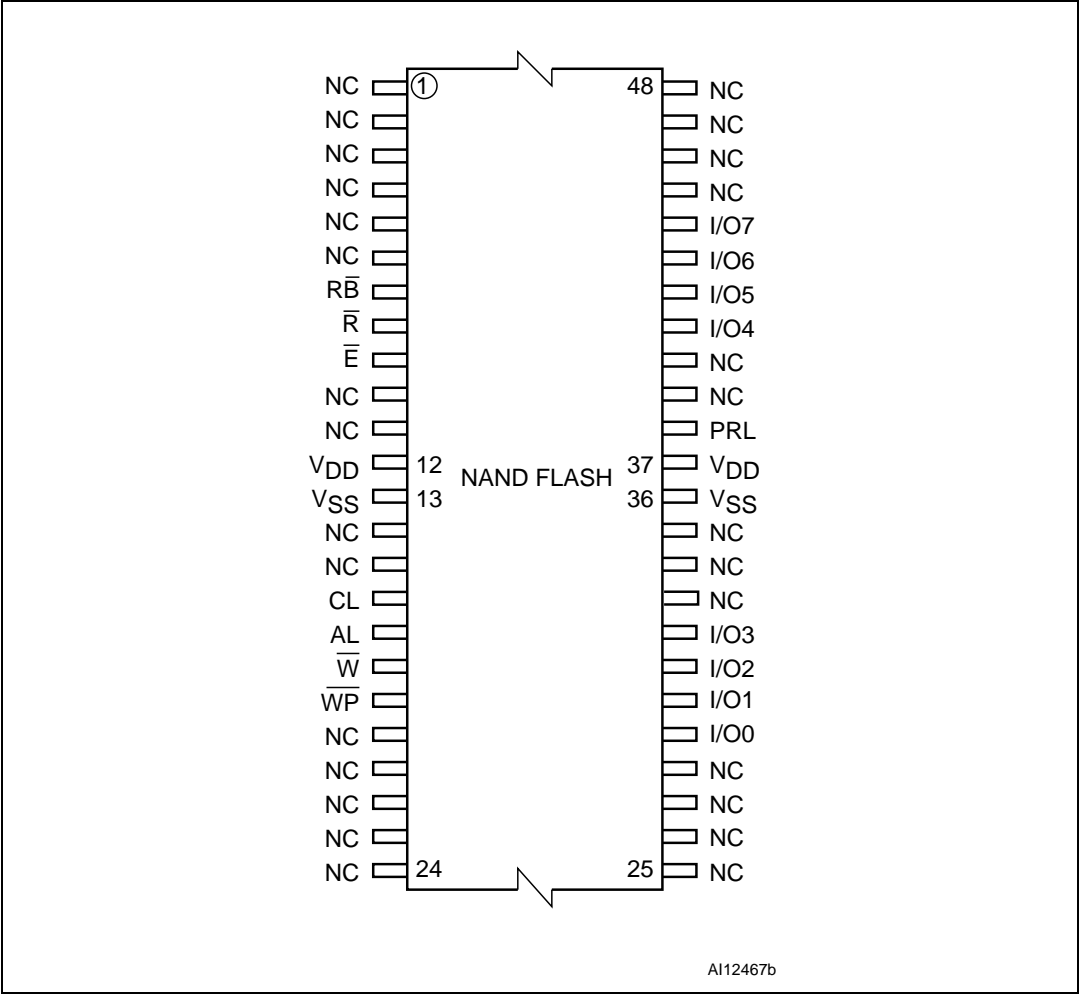 NC 1 48 NC
NC NC
NC NC
NC NC
NC I/O7
NC I/O6
RB̅ I/O5
R̅ I/O4
E̅ NC
NC NC
NC PRL
VDD 12 NAND FLASH 37 VDD
VSS 13 36 VSS
NC NC
NC NC
CL NC
AL I/O3
W̅ I/O2
W̅P̅ I/O1
NC I/O0
NC NC
NC NC
NC NC
NC 24 25 NC
AI12467b